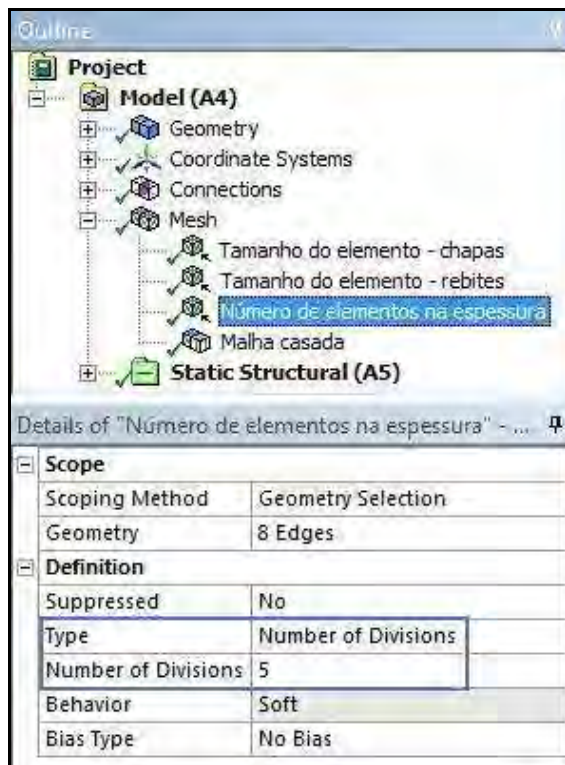 Outline
Project
Model (A4)
Geometry
Coordinate Systems
Connections
Mesh
Tamanho do elemento - chapas
Tamanho do elemento - rebites
Número de elementos na espessura
Malha casada
Static Structural (A5)
Details of "Número de elementos na espessura" - ...
Scope
Scoping Method Geometry Selection
Geometry 8 Edges
Definition
Suppressed No
Type Number of Divisions
Number of Divisions 5
Behavior Soft
Bias Type No Bias